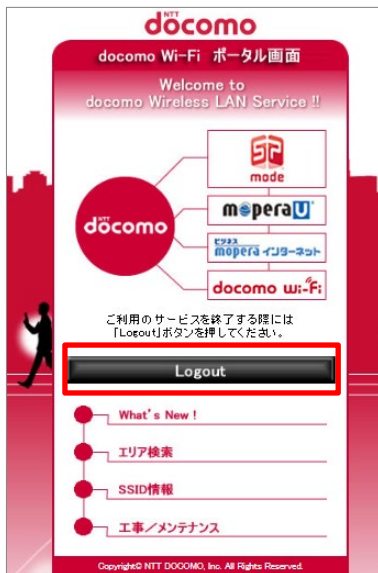 NTT
docomo
docomo Wi-Fi ポータル画面
Welcome to
docomo Wireless LAN Service !!
SP
mode
NTT
docomo
mopera U
ビジネス
mopera インターネット
docomo Wi-Fi
ご利用のサービスを終了する際には
「Logout」ボタンを押してください。
Logout
What's New !
エリア検索
SSID情報
工事／メンテナンス
Copyright© NTT DOCOMO, Inc. All Rights Reserved.